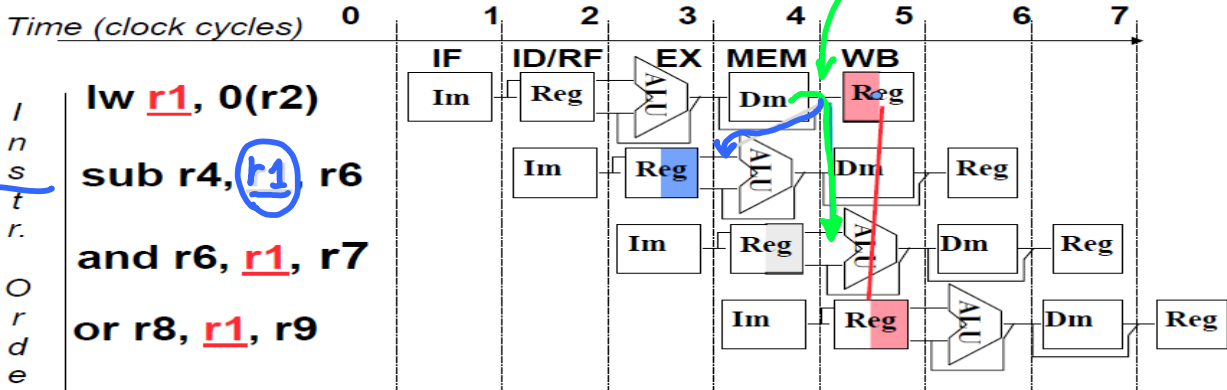 Time (clock cycles) 0 1 2 3 4 5 6 7
IF ID/RF EX MEM WB
Instr. Orde
lw r1, 0(r2)
Im Reg ALU Dm Reg
sub r4, r1, r6
Im Reg ALU Dm Reg
and r6, r1, r7
Im Reg ALU Dm Reg
or r8, r1, r9
Im Reg ALU Dm Reg